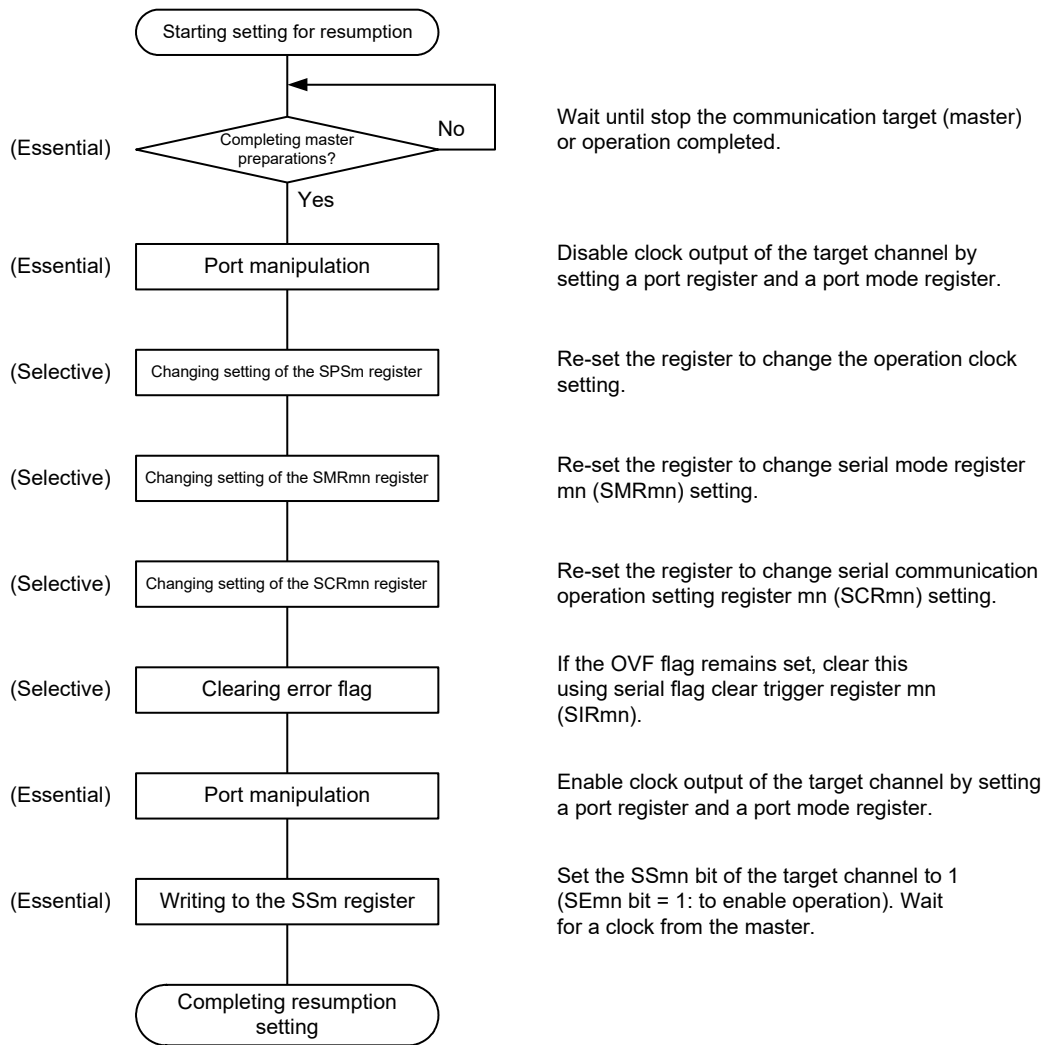 Starting setting for resumption
(Essential)
Completing master
preparations?
No
Wait until stop the communication target (master)
or operation completed.
Yes
(Essential)
Port manipulation
Disable clock output of the target channel by
setting a port register and a port mode register.
(Selective)
Changing setting of the SPSm register
Re-set the register to change the operation clock
setting.
(Selective)
Changing setting of the SMRmn register
Re-set the register to change serial mode register
mn (SMRmn) setting.
(Selective)
Changing setting of the SCRmn register
Re-set the register to change serial communication
operation setting register mn (SCRmn) setting.
(Selective)
Clearing error flag
If the OVF flag remains set, clear this
using serial flag clear trigger register mn
(SIRmn).
(Essential)
Port manipulation
Enable clock output of the target channel by setting
a port register and a port mode register.
(Essential)
Writing to the SSm register
Set the SSmn bit of the target channel to 1
(SEmn bit = 1: to enable operation). Wait
for a clock from the master.
Completing resumption
setting